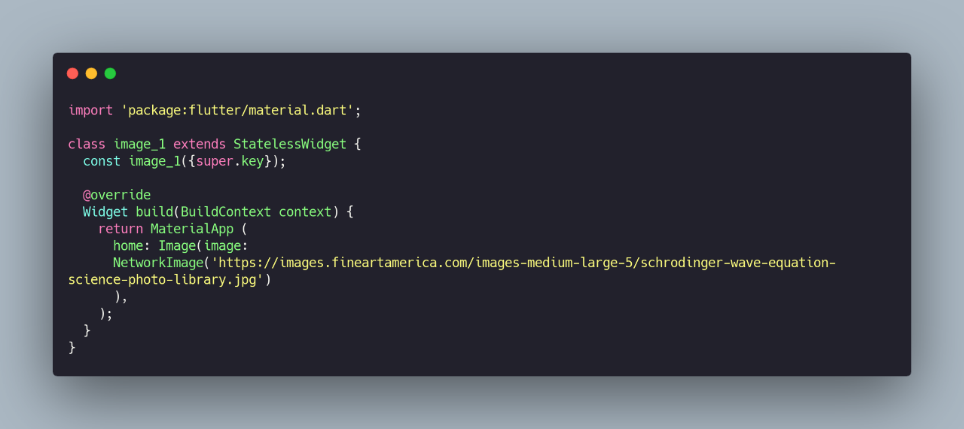 import 'package:flutter/material.dart';
class image_1 extends StatelessWidget {
const image_1({super.key});
@override
Widget build(BuildContext context) {
return MaterialApp (
home: Image(image:
NetworkImage('https://images.fineartamerica.com/images-medium-large-5/schrodinger-wave-equation-
science-photo-library.jpg')
),
);
}
}